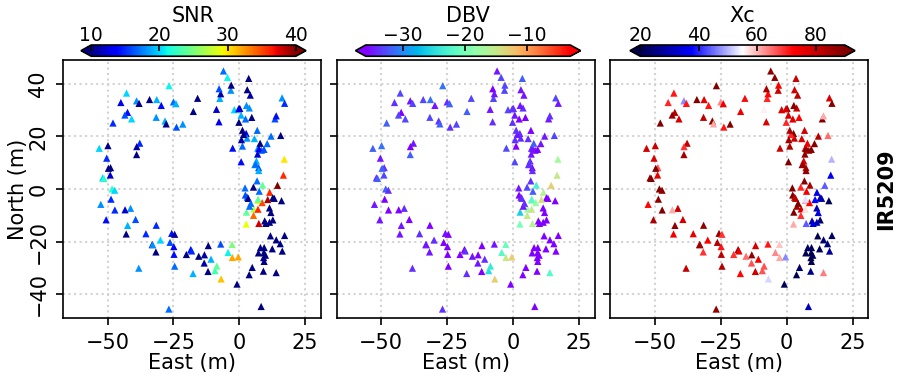 SNR DBV Xc
10 20 30 40 −30 −20 −10 20 40 60 80
40
20
0
−20
−40
North (m)
−50 −25 0 25 −50 −25 0 25 −50 −25 0 25
East (m) East (m) East (m)
IR5209